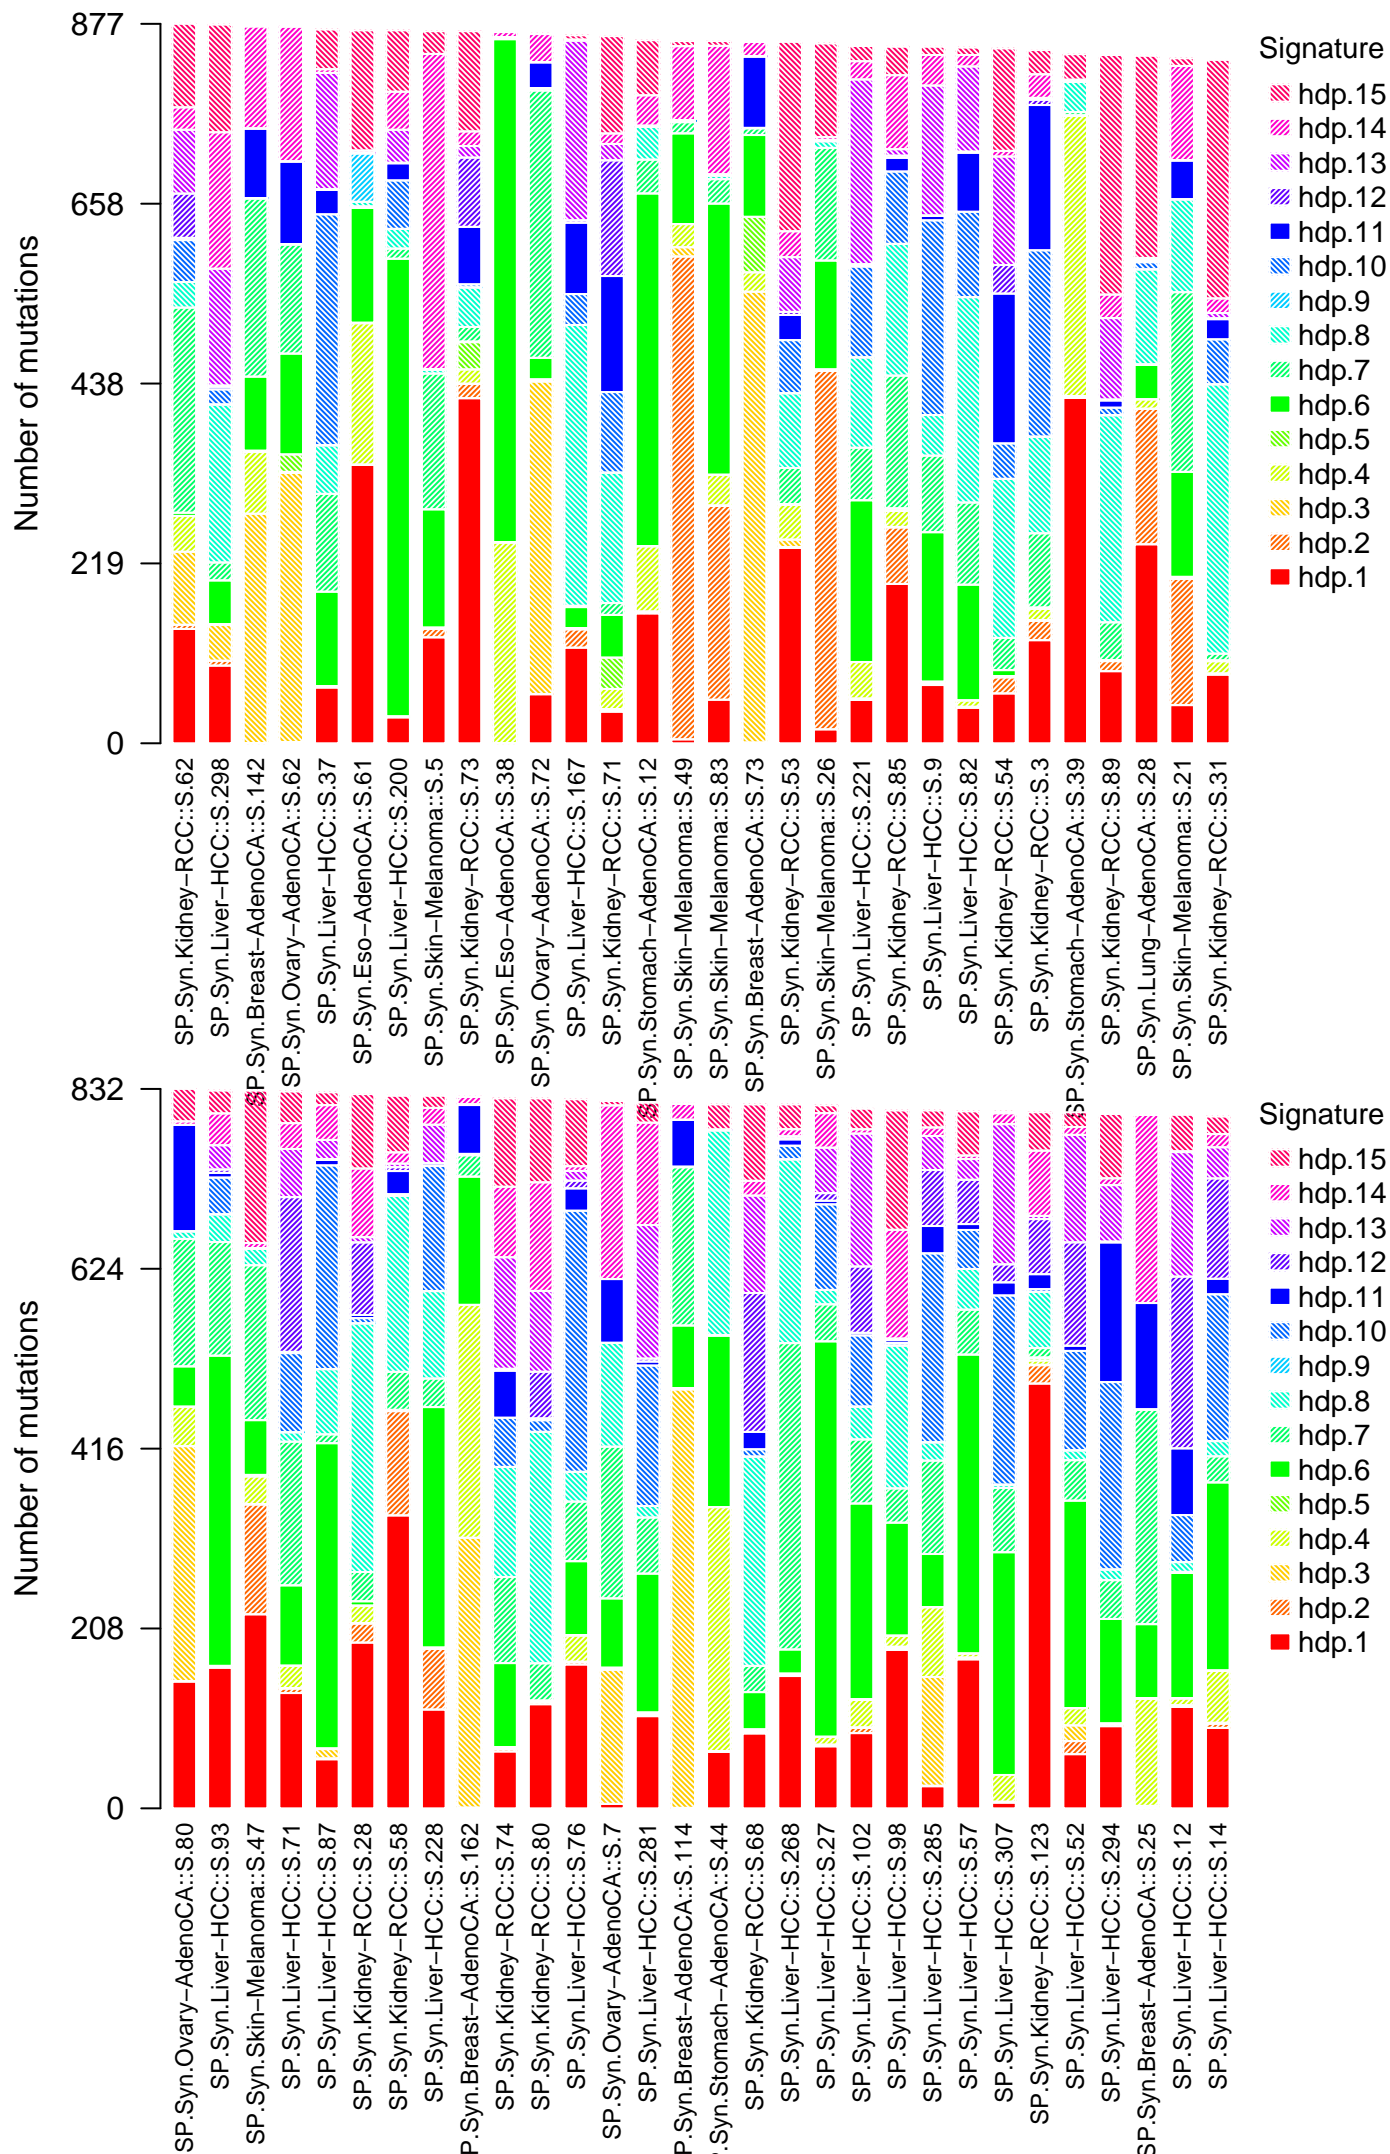 877
658
438
219
0
Number of mutations
Signature
hdp.15
hdp.14
hdp.13
hdp.12
hdp.11
hdp.10
hdp.9
hdp.8
hdp.7
hdp.6
hdp.5
hdp.4
hdp.3
hdp.2
hdp.1
SP.Syn.Kidney−RCC::S.62
SP.Syn.Liver−HCC::S.298
SP.Syn.Breast−AdenoCA::S.142
SP.Syn.Ovary−AdenoCA::S.62
SP.Syn.Liver−HCC::S.37
SP.Syn.Eso−AdenoCA::S.61
SP.Syn.Liver−HCC::S.200
SP.Syn.Skin−Melanoma::S.5
SP.Syn.Kidney−RCC::S.73
SP.Syn.Eso−AdenoCA::S.38
SP.Syn.Ovary−AdenoCA::S.72
SP.Syn.Liver−HCC::S.167
SP.Syn.Kidney−RCC::S.71
SP.Syn.Stomach−AdenoCA::S.12
SP.Syn.Skin−Melanoma::S.49
SP.Syn.Skin−Melanoma::S.83
SP.Syn.Breast−AdenoCA::S.73
SP.Syn.Kidney−RCC::S.53
SP.Syn.Skin−Melanoma::S.26
SP.Syn.Liver−HCC::S.221
SP.Syn.Kidney−RCC::S.85
SP.Syn.Liver−HCC::S.9
SP.Syn.Liver−HCC::S.82
SP.Syn.Kidney−RCC::S.54
SP.Syn.Kidney−RCC::S.3
SP.Syn.Stomach−AdenoCA::S.39
SP.Syn.Kidney−RCC::S.89
SP.Syn.Lung−AdenoCA::S.28
SP.Syn.Skin−Melanoma::S.21
SP.Syn.Kidney−RCC::S.31
832
624
416
208
0
Number of mutations
Signature
hdp.15
hdp.14
hdp.13
hdp.12
hdp.11
hdp.10
hdp.9
hdp.8
hdp.7
hdp.6
hdp.5
hdp.4
hdp.3
hdp.2
hdp.1
SP.Syn.Ovary−AdenoCA::S.80
SP.Syn.Liver−HCC::S.93
SP.Syn.Skin−Melanoma::S.47
SP.Syn.Liver−HCC::S.71
SP.Syn.Liver−HCC::S.87
SP.Syn.Kidney−RCC::S.28
SP.Syn.Kidney−RCC::S.58
SP.Syn.Liver−HCC::S.228
SP.Syn.Breast−AdenoCA::S.162
SP.Syn.Kidney−RCC::S.74
SP.Syn.Kidney−RCC::S.80
SP.Syn.Liver−HCC::S.76
SP.Syn.Ovary−AdenoCA::S.7
SP.Syn.Liver−HCC::S.281
P.Syn.Breast−AdenoCA::S.114
.Syn.Stomach−AdenoCA::S.44
SP.Syn.Kidney−RCC::S.68
SP.Syn.Liver−HCC::S.268
SP.Syn.Liver−HCC::S.27
SP.Syn.Liver−HCC::S.102
SP.Syn.Liver−HCC::S.98
SP.Syn.Liver−HCC::S.285
SP.Syn.Liver−HCC::S.57
SP.Syn.Liver−HCC::S.307
SP.Syn.Kidney−RCC::S.123
SP.Syn.Liver−HCC::S.52
SP.Syn.Liver−HCC::S.294
SP.Syn.Breast−AdenoCA::S.25
SP.Syn.Liver−HCC::S.12
SP.Syn.Liver−HCC::S.14